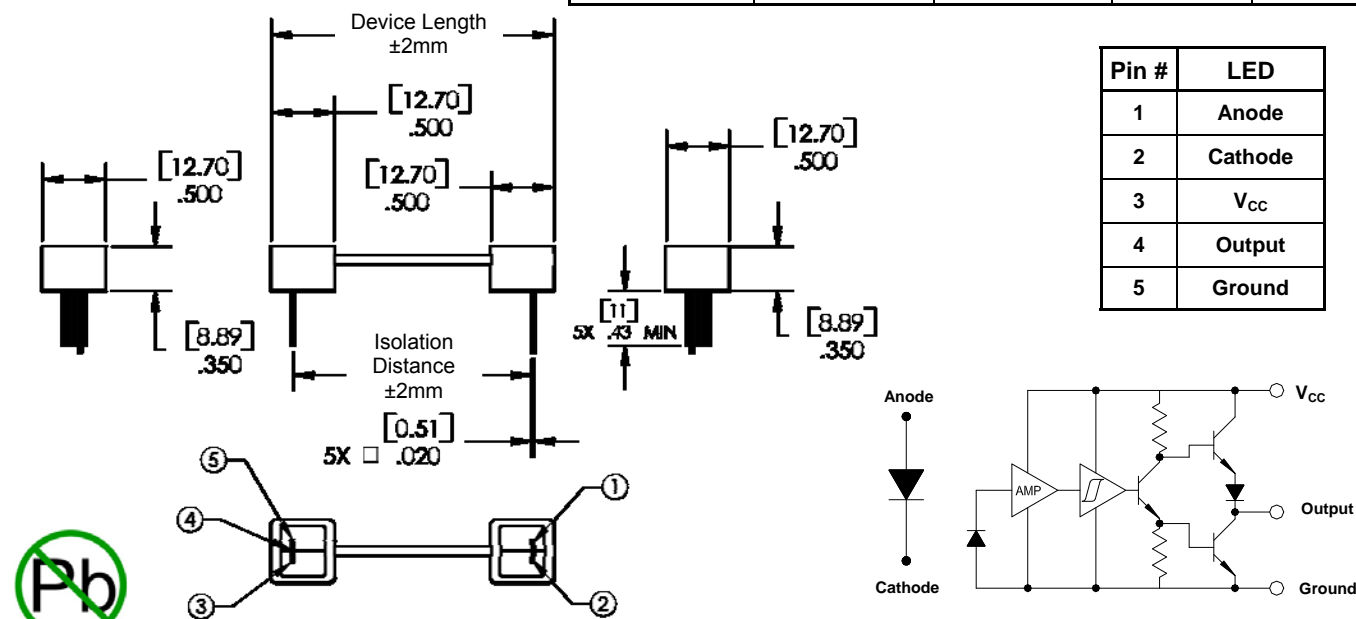 Device Length
±2mm
[12.70]
.500
[12.70]
.500
[12.70]
.500
[12.70]
.500
[8.89]
.350
Isolation
Distance
±2mm
[11]
5X .43 MIN
[8.89]
.350
[0.51]
5X □ .020
5
4
3
1
2
Pb
Pin # LED
1 Anode
2 Cathode
3 VCC
4 Output
5 Ground
Anode
Cathode
AMP
VCC
Output
Ground